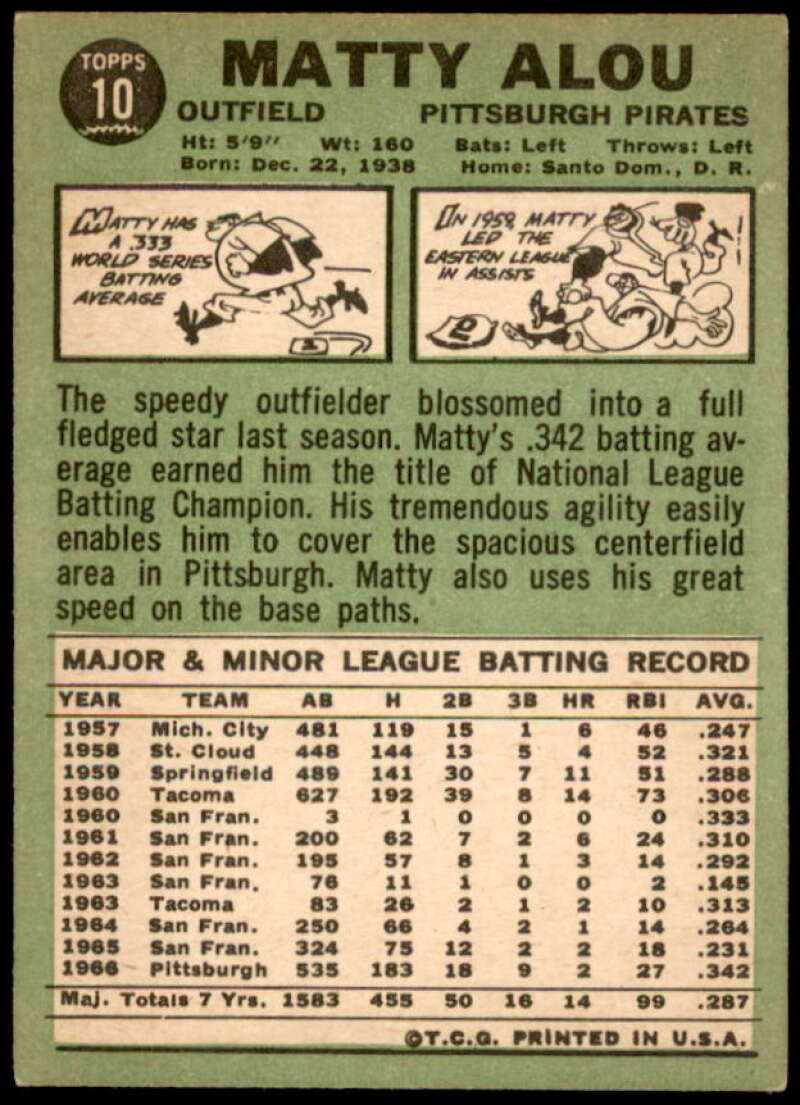 TOPPS
10
MATTY ALOU
OUTFIELD PITTSBURGH PIRATES
Ht: 5'9" Wt: 160 Bats: Left Throws: Left
Born: Dec. 22, 1938 Home: Santo Dom., D. R.
MATTY HAS
A .333
WORLD SERIES
BATTING
AVERAGE
1
IN 1959, MATTY
LED THE
EASTERN LEAGUE
IN ASSISTS
The speedy outfielder blossomed into a full
fledged star last season. Matty's .342 batting av-
erage earned him the title of National League
Batting Champion. His tremendous agility easily
enables him to cover the spacious centerfield
area in Pittsburgh. Matty also uses his great
speed on the base paths.
MAJOR & MINOR LEAGUE BATTING RECORD
YEAR TEAM AB H 2B 3B HR RBI AVG.
1957 Mich. City 481 119 15 1 6 46 .247
1958 St. Cloud 448 144 13 5 4 52 .321
1959 Springfield 489 141 30 7 11 51 .288
1960 Tacoma 627 192 39 8 14 73 .306
1960 San Fran. 3 1 0 0 0 0 .333
1961 San Fran. 200 62 7 2 6 24 .310
1962 San Fran. 195 57 8 1 3 14 .292
1963 San Fran. 76 11 1 0 0 2 .145
1963 Tacoma 83 26 2 1 2 10 .313
1964 San Fran. 250 66 4 2 1 14 .264
1965 San Fran. 324 75 12 2 2 18 .231
1966 Pittsburgh 535 183 18 9 2 27 .342
Maj. Totals 7 Yrs. 1583 455 50 16 14 99 .287
©T.C.G. PRINTED IN U.S.A.